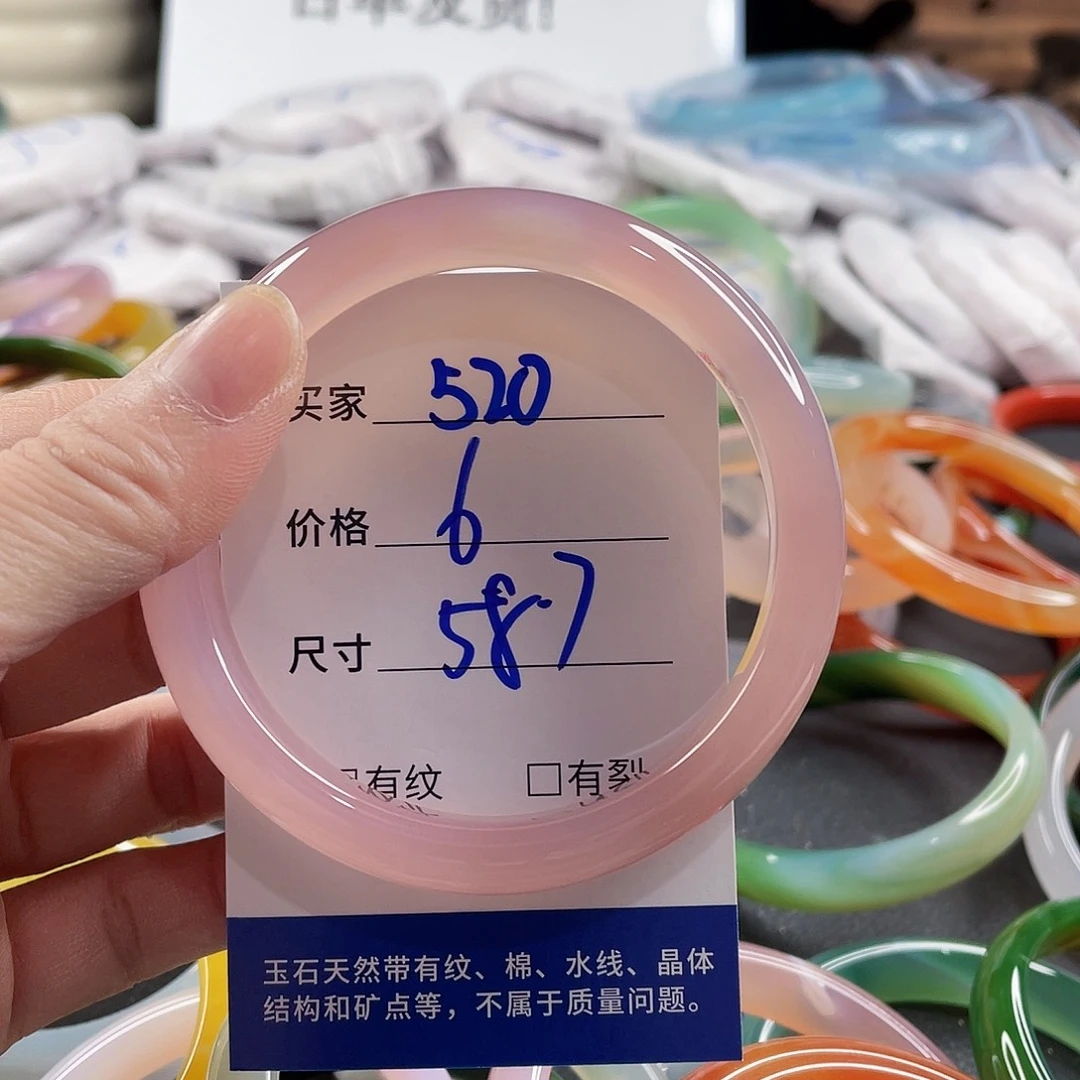 买家 520
价格 6
尺寸 58.7
有纹 □有裂
玉石天然带有纹、棉、水线、晶体
结构和矿点等，不属于质量问题。